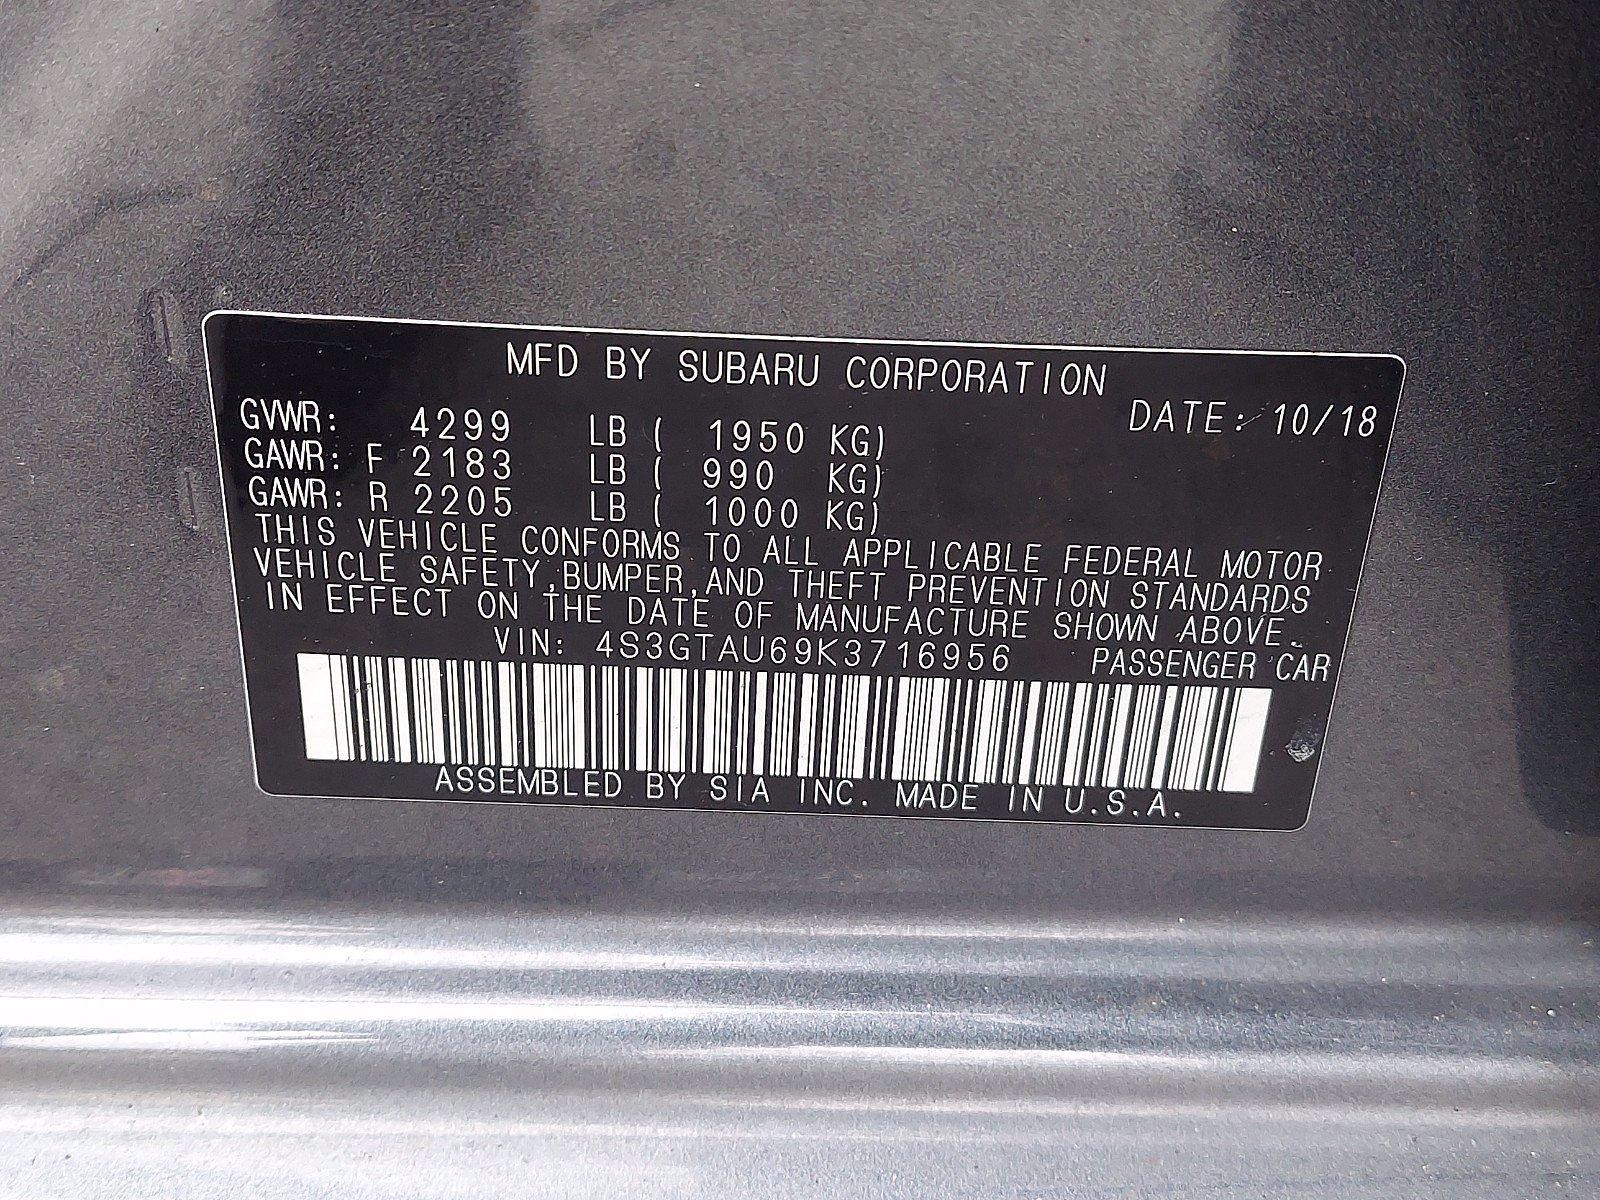 MFD BY SUBARU CORPORATION
DATE: 10/18
GVWR: 4299 LB ( 1950 KG)
GAWR: F 2183 LB ( 990 KG)
GAWR: R 2205 LB ( 1000 KG)
THIS VEHICLE CONFORMS TO ALL APPLICABLE FEDERAL MOTOR
VEHICLE SAFETY,BUMPER,AND THEFT PREVENTION STANDARDS
IN EFFECT ON THE DATE OF MANUFACTURE SHOWN ABOVE.
VIN: 4S3GTAU69K3716956 PASSENGER CAR
ASSEMBLED BY SIA INC. MADE IN U.S.A.